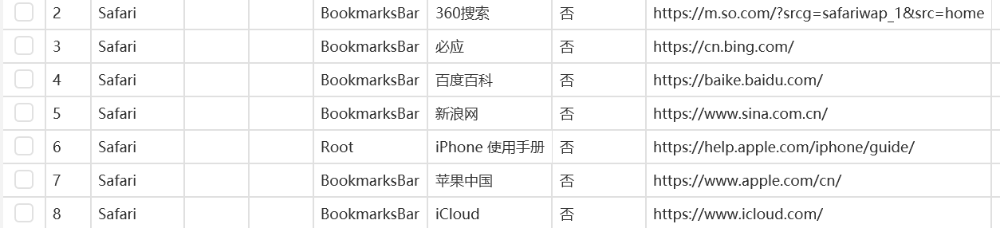 2 Safari BookmarksBar 360搜索 否 https://m.so.com/?srcg=safariwap_1&src=home
3 Safari BookmarksBar 必应 否 https://cn.bing.com/
4 Safari BookmarksBar 百度百科 否 https://baike.baidu.com/
5 Safari BookmarksBar 新浪网 否 https://www.sina.com.cn/
6 Safari Root iPhone 使用手册 否 https://help.apple.com/iphone/guide/
7 Safari BookmarksBar 苹果中国 否 https://www.apple.com/cn/
8 Safari BookmarksBar iCloud 否 https://www.icloud.com/